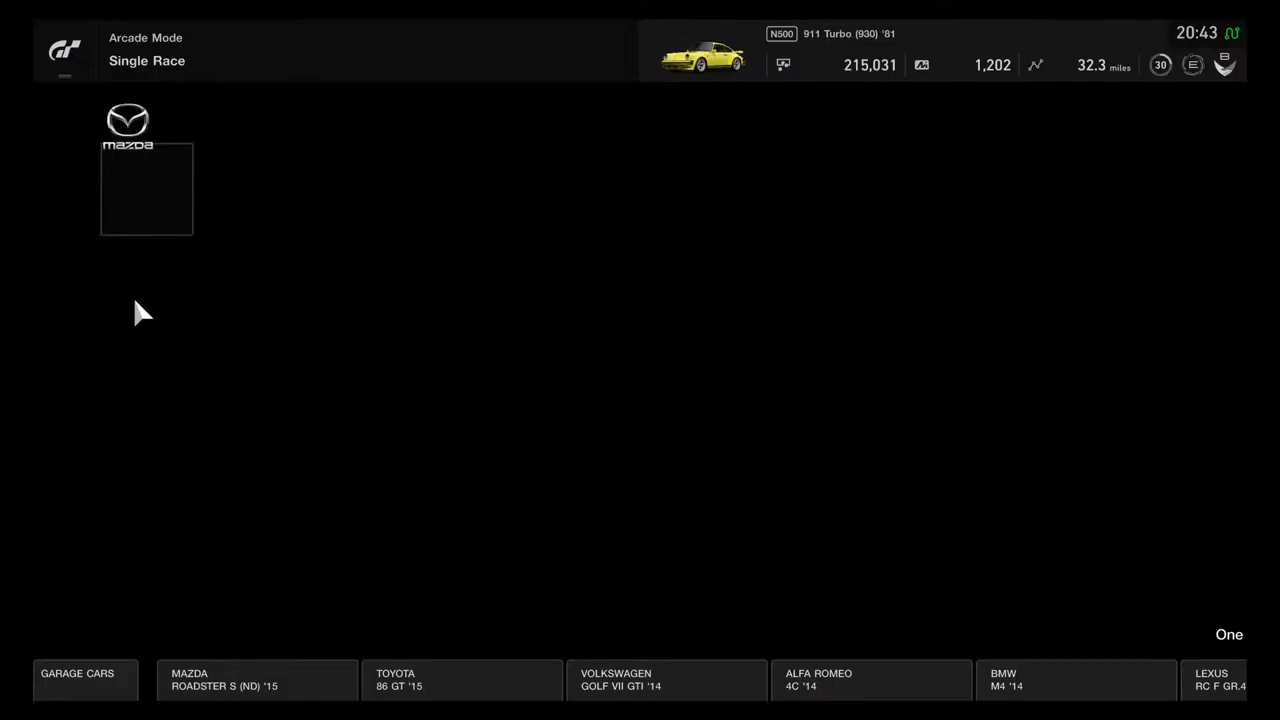 Arcade Mode
Single Race
N500 911 Turbo (930) '81
215,031
1,202
32.3 miles
20:43
30
E
B
mazda
One
GARAGE CARS
MAZDA
ROADSTER S (ND) '15
TOYOTA
86 GT '15
VOLKSWAGEN
GOLF VII GTI '14
ALFA ROMEO
4C '14
BMW
M4 '14
LEXUS
RC F GR.4